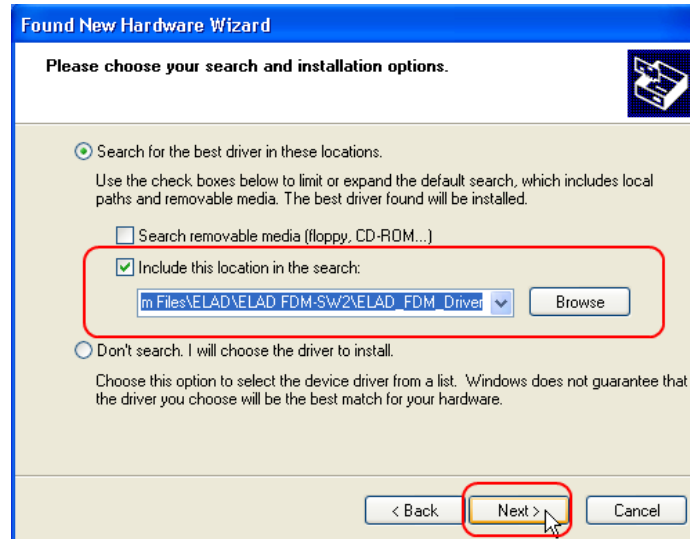 Found New Hardware Wizard
Please choose your search and installation options.
Search for the best driver in these locations.
Use the check boxes below to limit or expand the default search, which includes local
paths and removable media. The best driver found will be installed.
Search removable media (floppy, CD-ROM...)
Include this location in the search:
m Files\ELAD\ELAD FDM-SW2\ELAD_FDM_Driver
Browse
Don't search. I will choose the driver to install.
Choose this option to select the device driver from a list. Windows does not guarantee that
the driver you choose will be the best match for your hardware.
< Back
Next >
Cancel